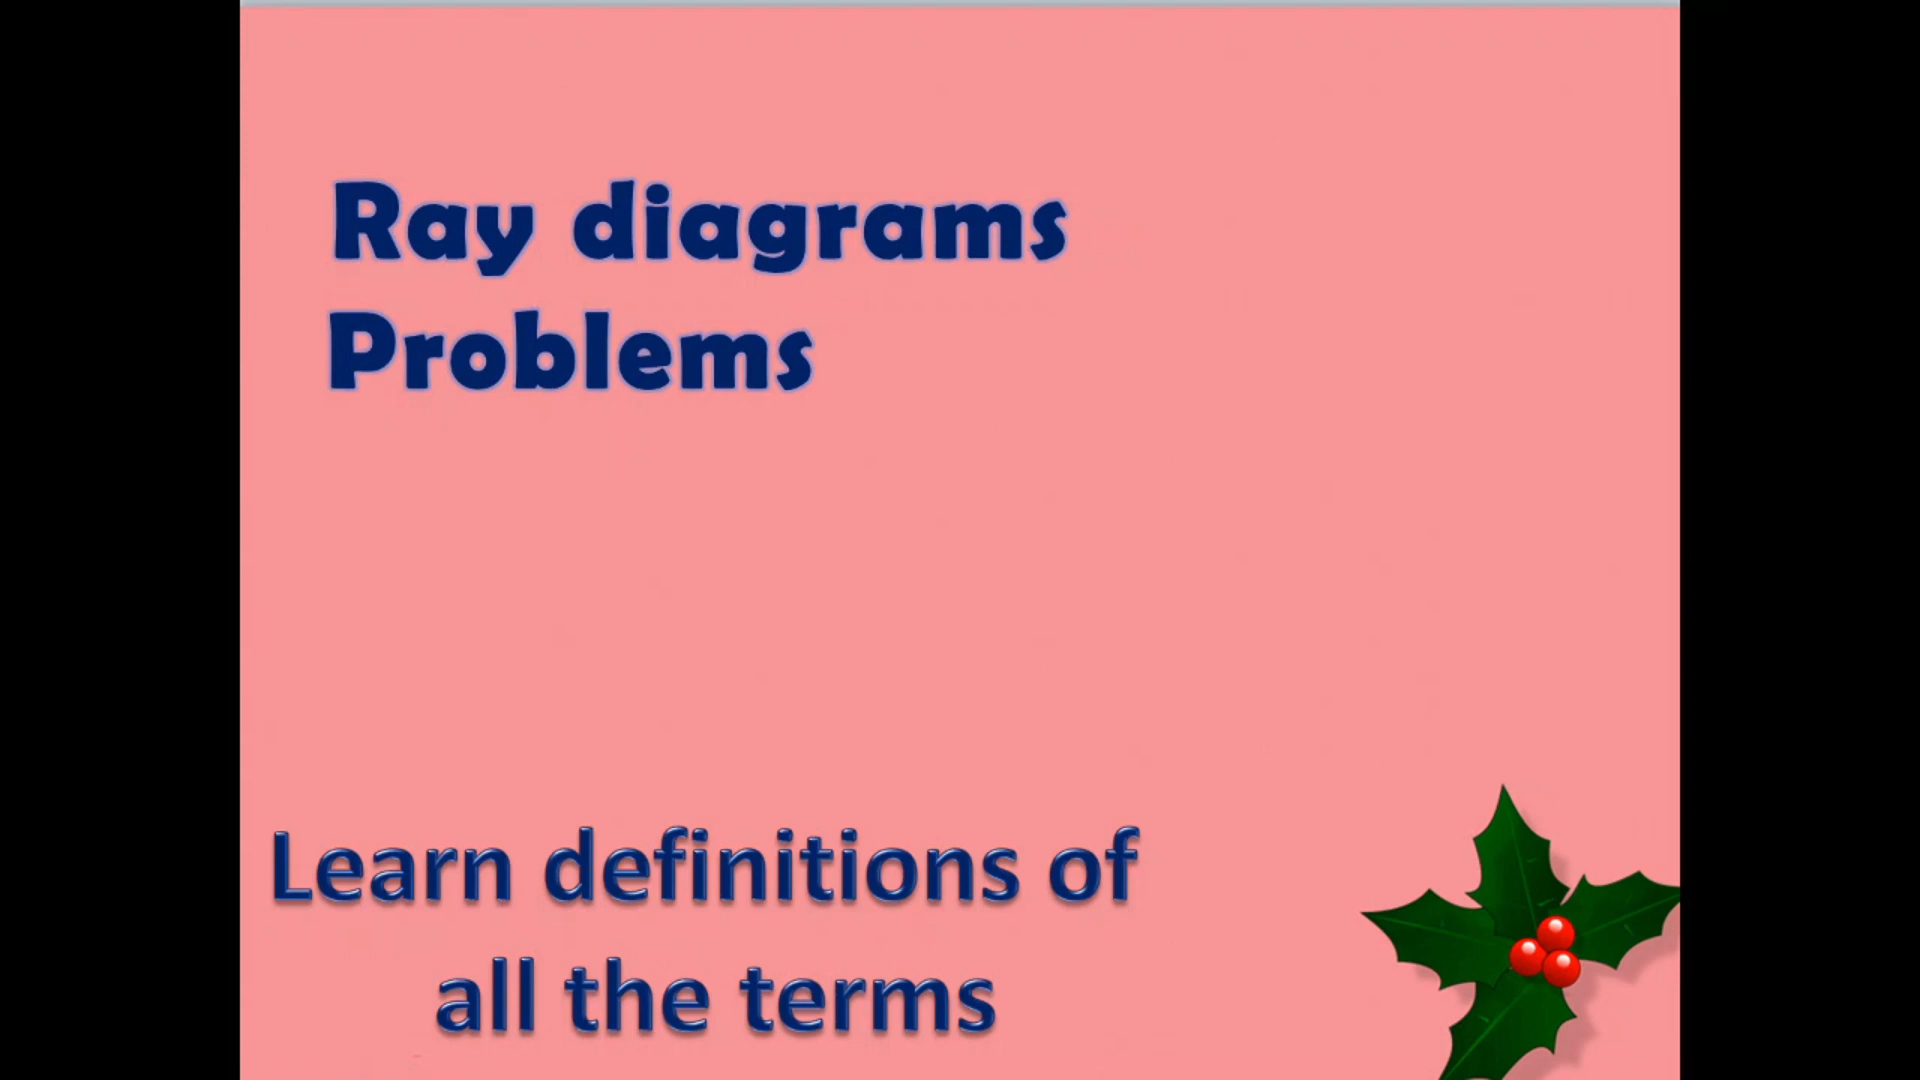 Ray diagrams
Problems
Learn definitions of
all the terms